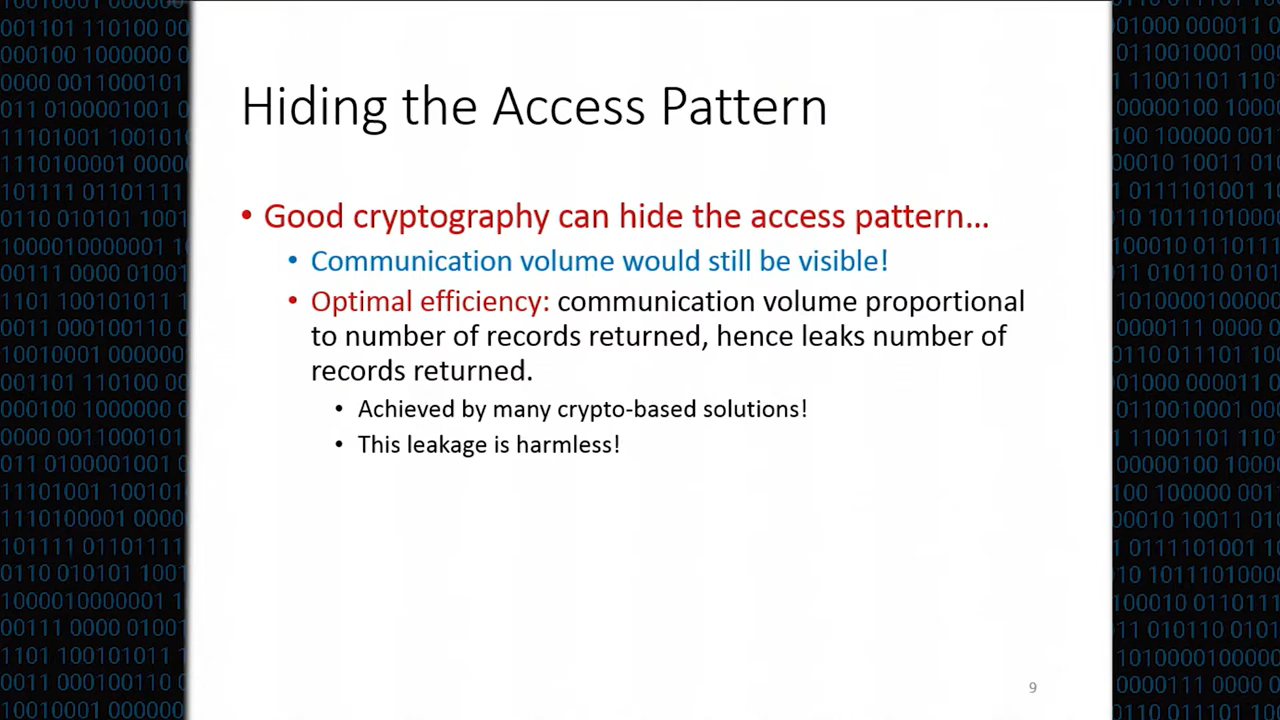 Hiding the Access Pattern
• Good cryptography can hide the access pattern…
• Communication volume would still be visible!
• Optimal efficiency: communication volume proportional
to number of records returned, hence leaks number of
records returned.
• Achieved by many crypto-based solutions!
• This leakage is harmless!
9